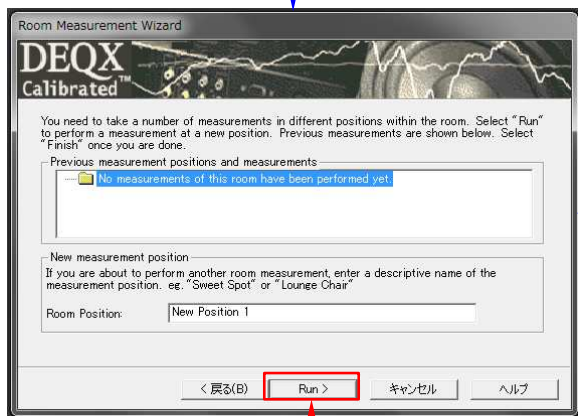 Room Measurement Wizard
DEQX
Calibrated™
You need to take a number of measurements in different positions within the room. Select "Run"
to perform a measurement at a new position. Previous measurements are shown below. Select
"Finish" once you are done.
Previous measurement positions and measurements
No measurements of this room have been performed yet.
New measurement position
If you are about to perform another room measurement, enter a descriptive name of the
measurement position. eg. "Sweet Spot" or "Lounge Chair"
Room Position: New Position 1
< 戻る(B) Run > キャンセル ヘルプ